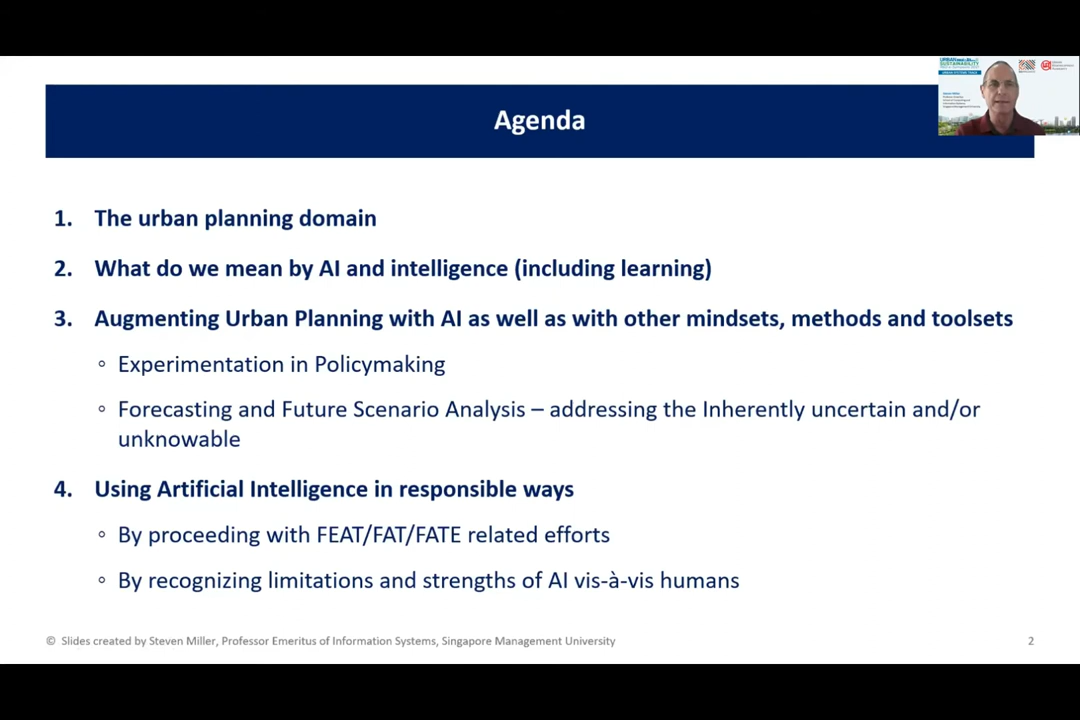 Agenda
URBAN
SUSTAINABILITY
1. The urban planning domain
2. What do we mean by AI and intelligence (including learning)
3. Augmenting Urban Planning with AI as well as with other mindsets, methods and toolsets
◦ Experimentation in Policymaking
◦ Forecasting and Future Scenario Analysis – addressing the Inherently uncertain and/or
unknowable
4. Using Artificial Intelligence in responsible ways
◦ By proceeding with FEAT/FAT/FATE related efforts
◦ By recognizing limitations and strengths of AI vis-à-vis humans
© Slides created by Steven Miller, Professor Emeritus of Information Systems, Singapore Management University
2